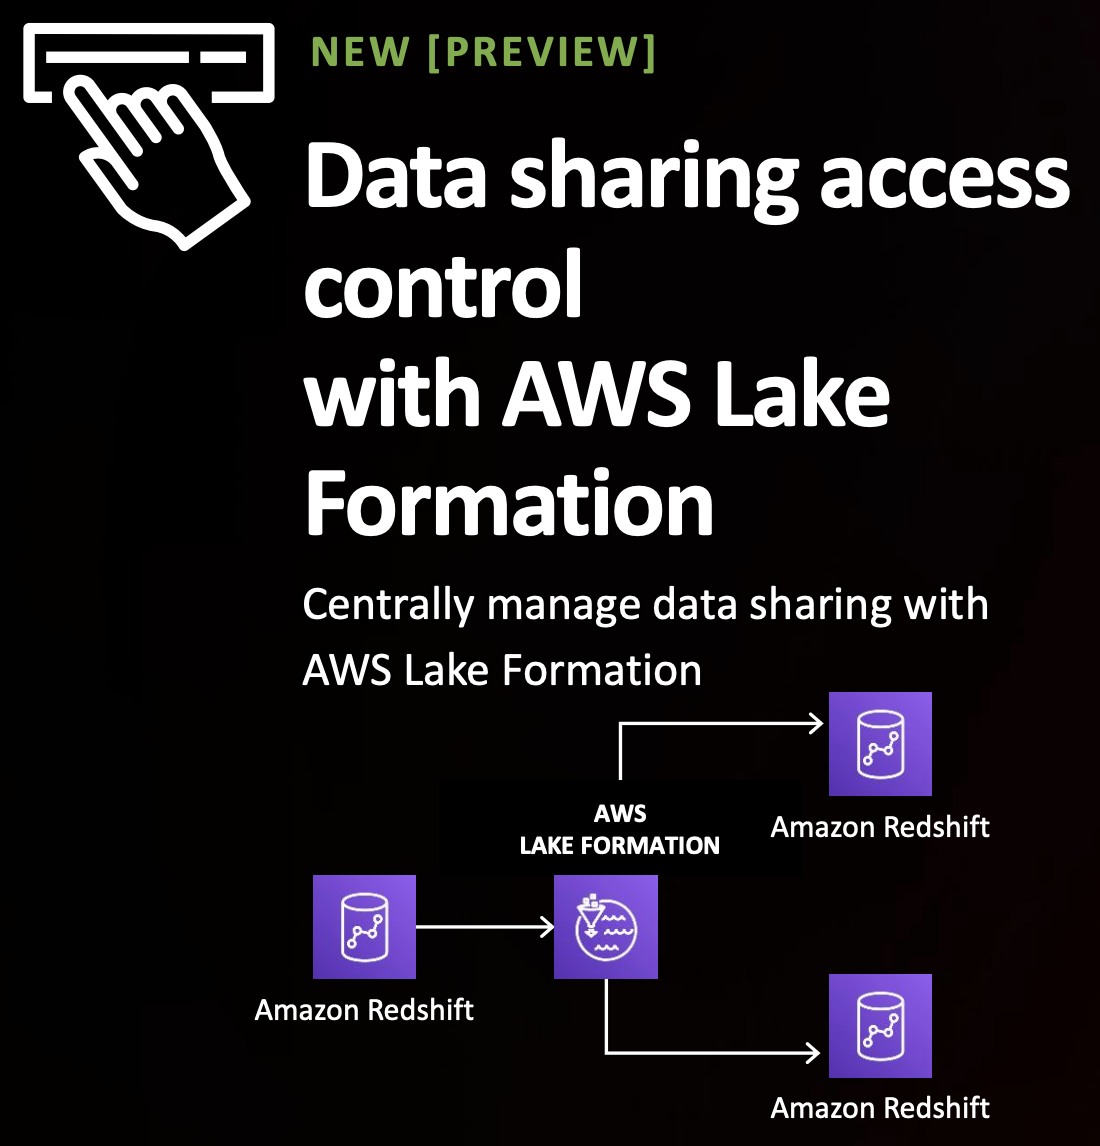 NEW [PREVIEW]
Data sharing access
control
with AWS Lake
Formation
Centrally manage data sharing with
AWS Lake Formation
AWS
LAKE FORMATION
Amazon Redshift
Amazon Redshift
Amazon Redshift